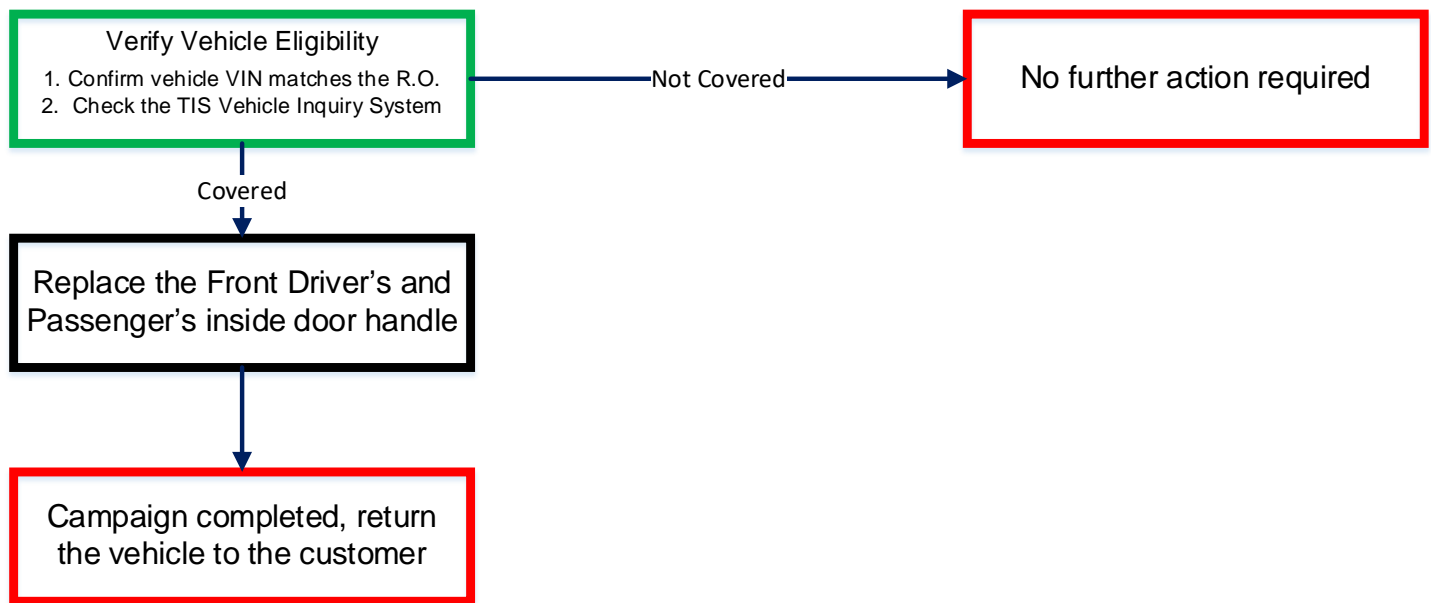 Verify Vehicle Eligibility
1. Confirm vehicle VIN matches the R.O.
2. Check the TIS Vehicle Inquiry System
Not Covered
No further action required
Covered
Replace the Front Driver’s and
Passenger’s inside door handle
Campaign completed, return
the vehicle to the customer